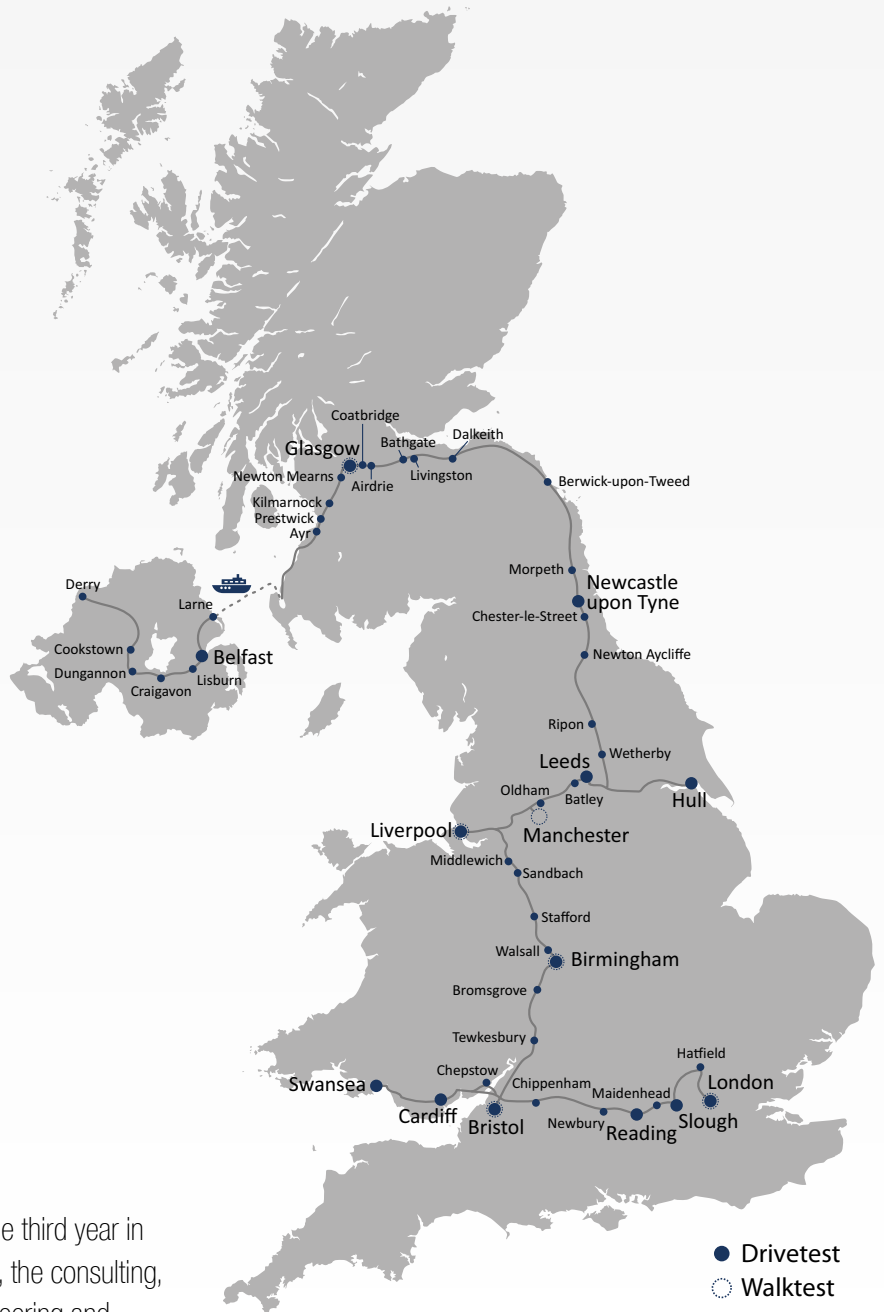 Coatbridge
Glasgow
Bathgate
Dalkeith
Newton Mearns
Airdrie
Livingston
Berwick-upon-Tweed
Kilmarnock
Prestwick
Ayr
Morpeth
Newcastle
upon Tyne
Derry
Larne
Chester-le-Street
Cookstown
Belfast
Newton Aycliffe
Dungannon
Lisburn
Craigavon
Ripon
Wetherby
Leeds
Oldham
Batley
Hull
Liverpool
Manchester
Middlewich
Sandbach
Stafford
Walsall
Birmingham
Bromsgrove
Tewkesbury
Hatfield
Chepstow
Swansea
Chippenham
Maidenhead
London
Cardiff
Bristol
Newbury
Reading
Slough
e third year in
, the consulting,
Drivetest
Walktest